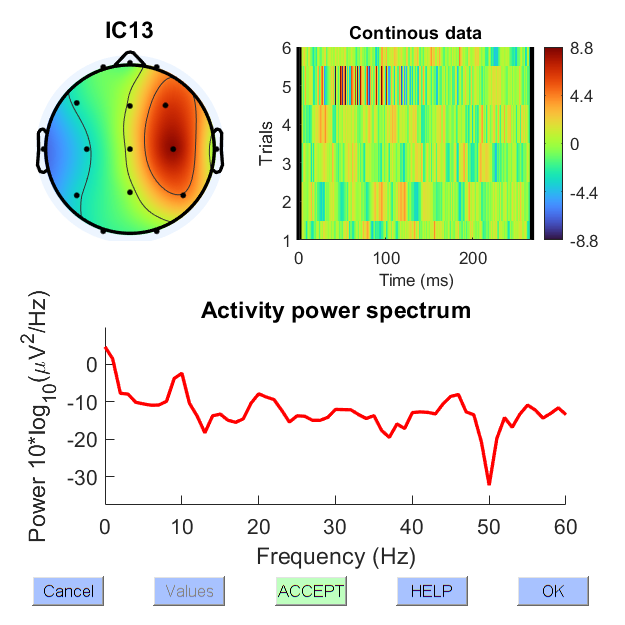 IC13
Continous data
6
5
4
3
2
1
Trials
0 100 200
Time (ms)
8.8
4.4
0
-4.4
-8.8
Activity power spectrum
Power 10*log10(μV2/Hz)
0
-10
-20
-30
0 10 20 30 40 50 60
Frequency (Hz)
Cancel Values ACCEPT HELP OK